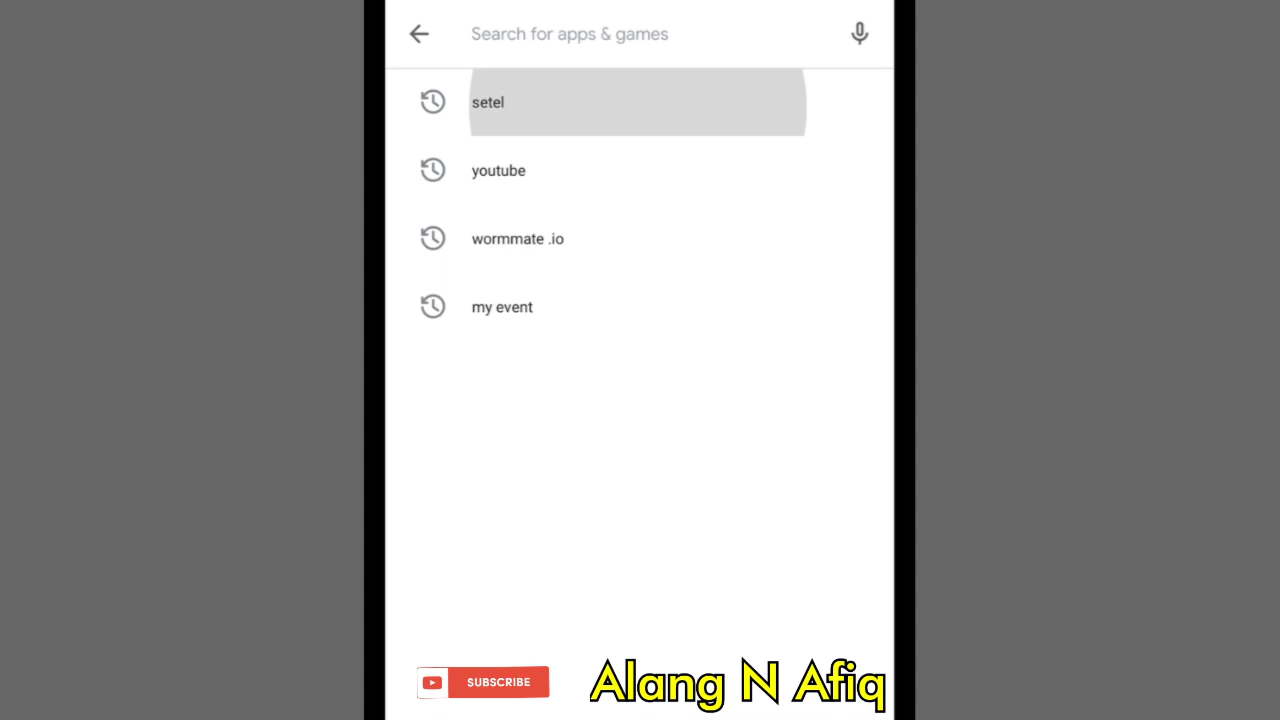 Search for apps & games
setel
youtube
wormmate .io
my event
SUBSCRIBE
Alang N Afiq